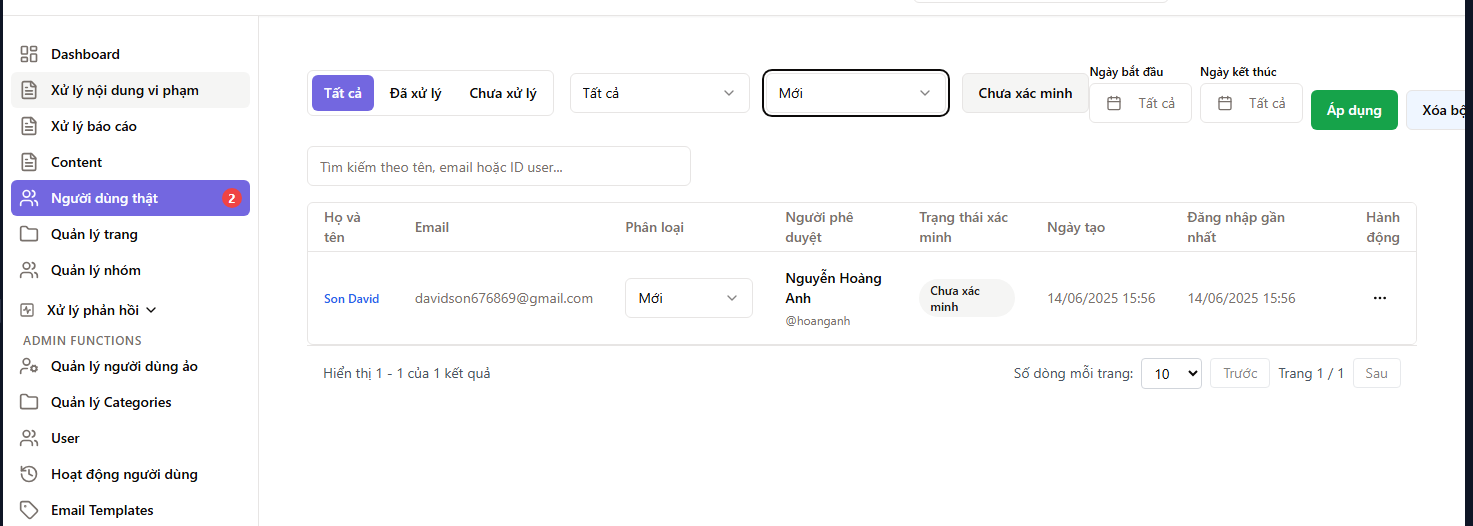 Dashboard
Xử lý nội dung vi phạm
Xử lý báo cáo
Content
Người dùng thật 2
Quản lý trang
Quản lý nhóm
Xử lý phản hồi
ADMIN FUNCTIONS
Quản lý người dùng ảo
Quản lý Categories
User
Hoạt động người dùng
Email Templates
Ngày bắt đầu Ngày kết thúc
Tất cả Đã xử lý Chưa xử lý Tất cả Mới Chưa xác minh Tất cả Tất cả Áp dụng Xóa bộ
Tìm kiếm theo tên, email hoặc ID user...
Họ và tên Email Phân loại Người phê duyệt Trạng thái xác minh Ngày tạo Đăng nhập gần nhất Hành động
Son David davidson676869@gmail.com Mới Nguyễn Hoàng Anh @hoanganh Chưa xác minh 14/06/2025 15:56 14/06/2025 15:56 ...
Hiển thị 1 - 1 của 1 kết quả Số dòng mỗi trang: 10 Trước Trang 1 / 1 Sau